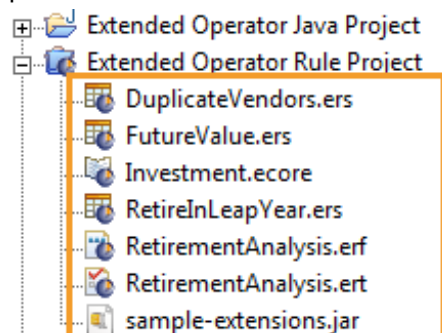 Extended Operator Java Project
Extended Operator Rule Project
DuplicateVendors.ers
FutureValue.ers
Investment.ecore
RetireInLeapYear.ers
RetirementAnalysis.erf
RetirementAnalysis.ert
sample-extensions.jar